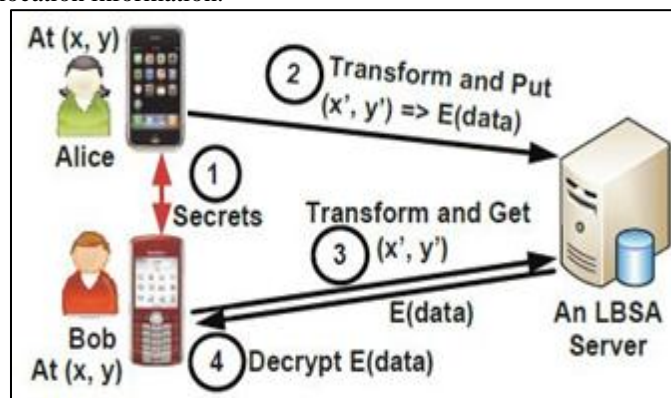 location information.
At (x, y)
Alice
1
Secrets
2 Transform and Put
(x', y') => E(data)
Transform and Get
3 (x', y')
E(data)
4 Decrypt E(data)
Bob
At (x, y)
An LBSA
Server